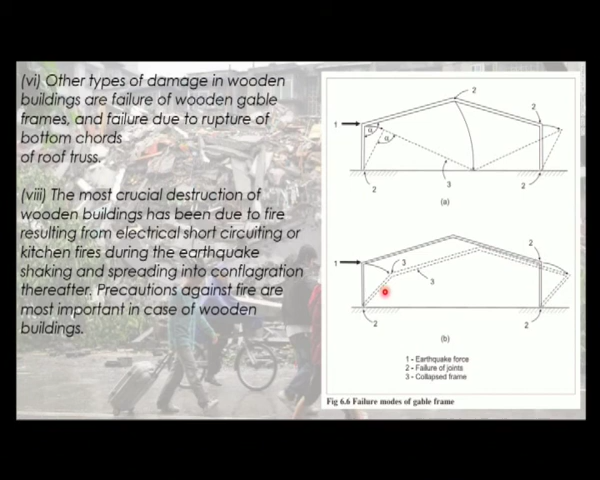 (vi) Other types of damage in wooden
buildings are failure of wooden gable
frames, and failure due to rupture of
bottom chords
of roof truss.
(viii) The most crucial destruction of
wooden buildings has been due to fire
resulting from electrical short circuiting or
kitchen fires during the earthquake
shaking and spreading into conflagration
thereafter. Precautions against fire are
most important in case of wooden
buildings.
2
2
1
α
α
2
3
2
(a)
2
1
3
3
2
2
(b)
1 - Earthquake force
2 - Failure of joints
3 - Collapsed frame
Fig 6.6 Failure modes of gable frame